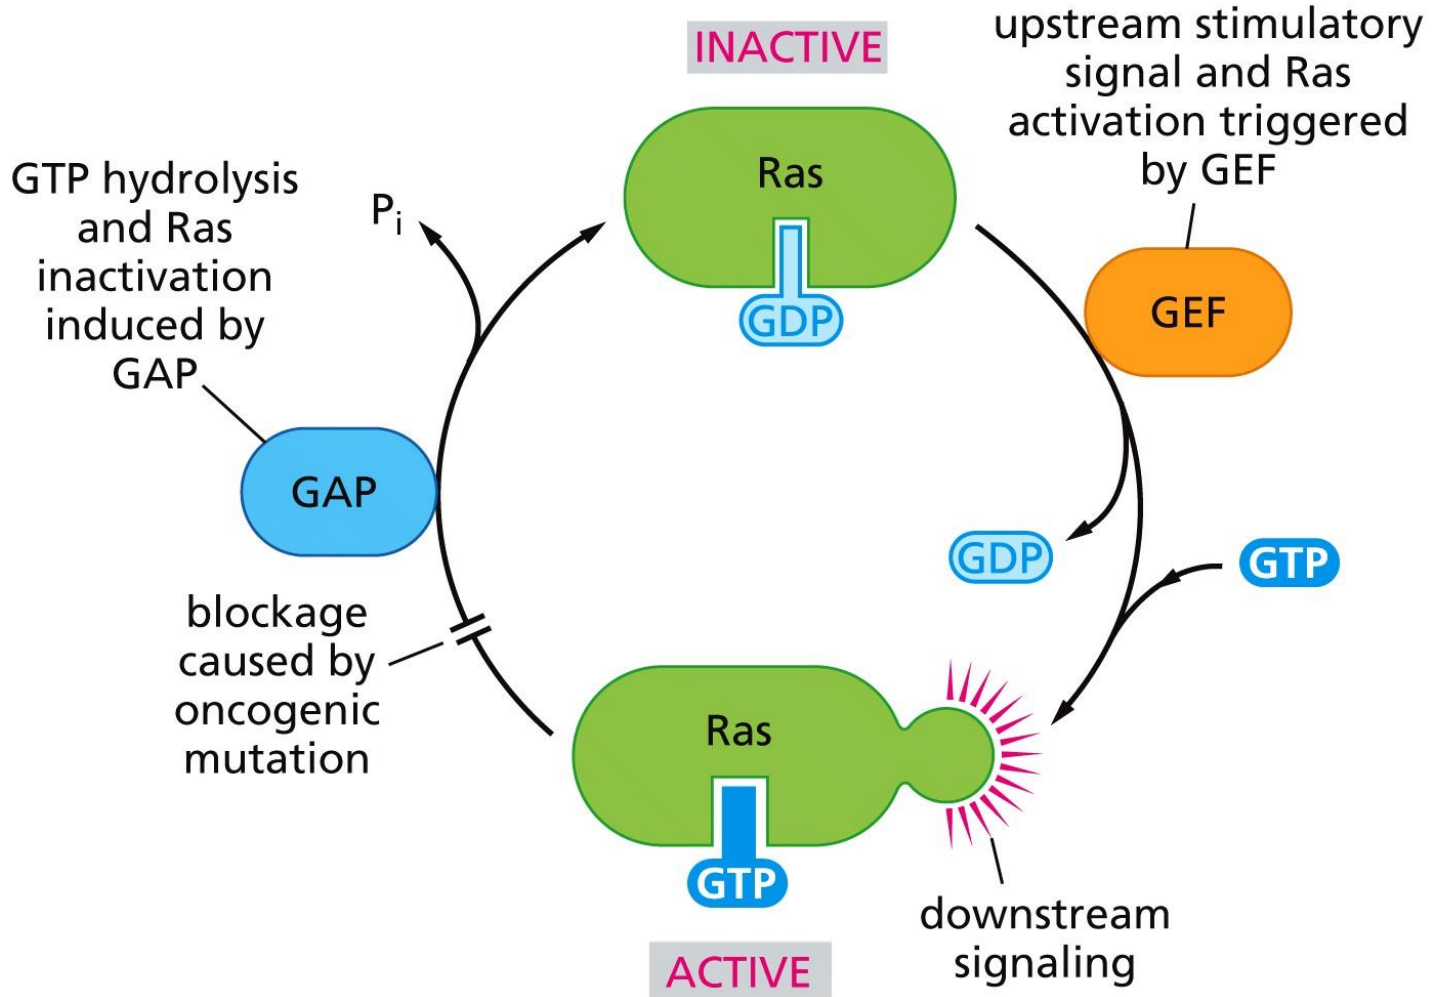 INACTIVE
upstream stimulatory
signal and Ras
activation triggered
by GEF
GTP hydrolysis
and Ras
inactivation
induced by
GAP
Pi
Ras
GDP
GEF
GAP
GDP
GTP
blockage
caused by
oncogenic
mutation
Ras
GTP
downstream
signaling
ACTIVE